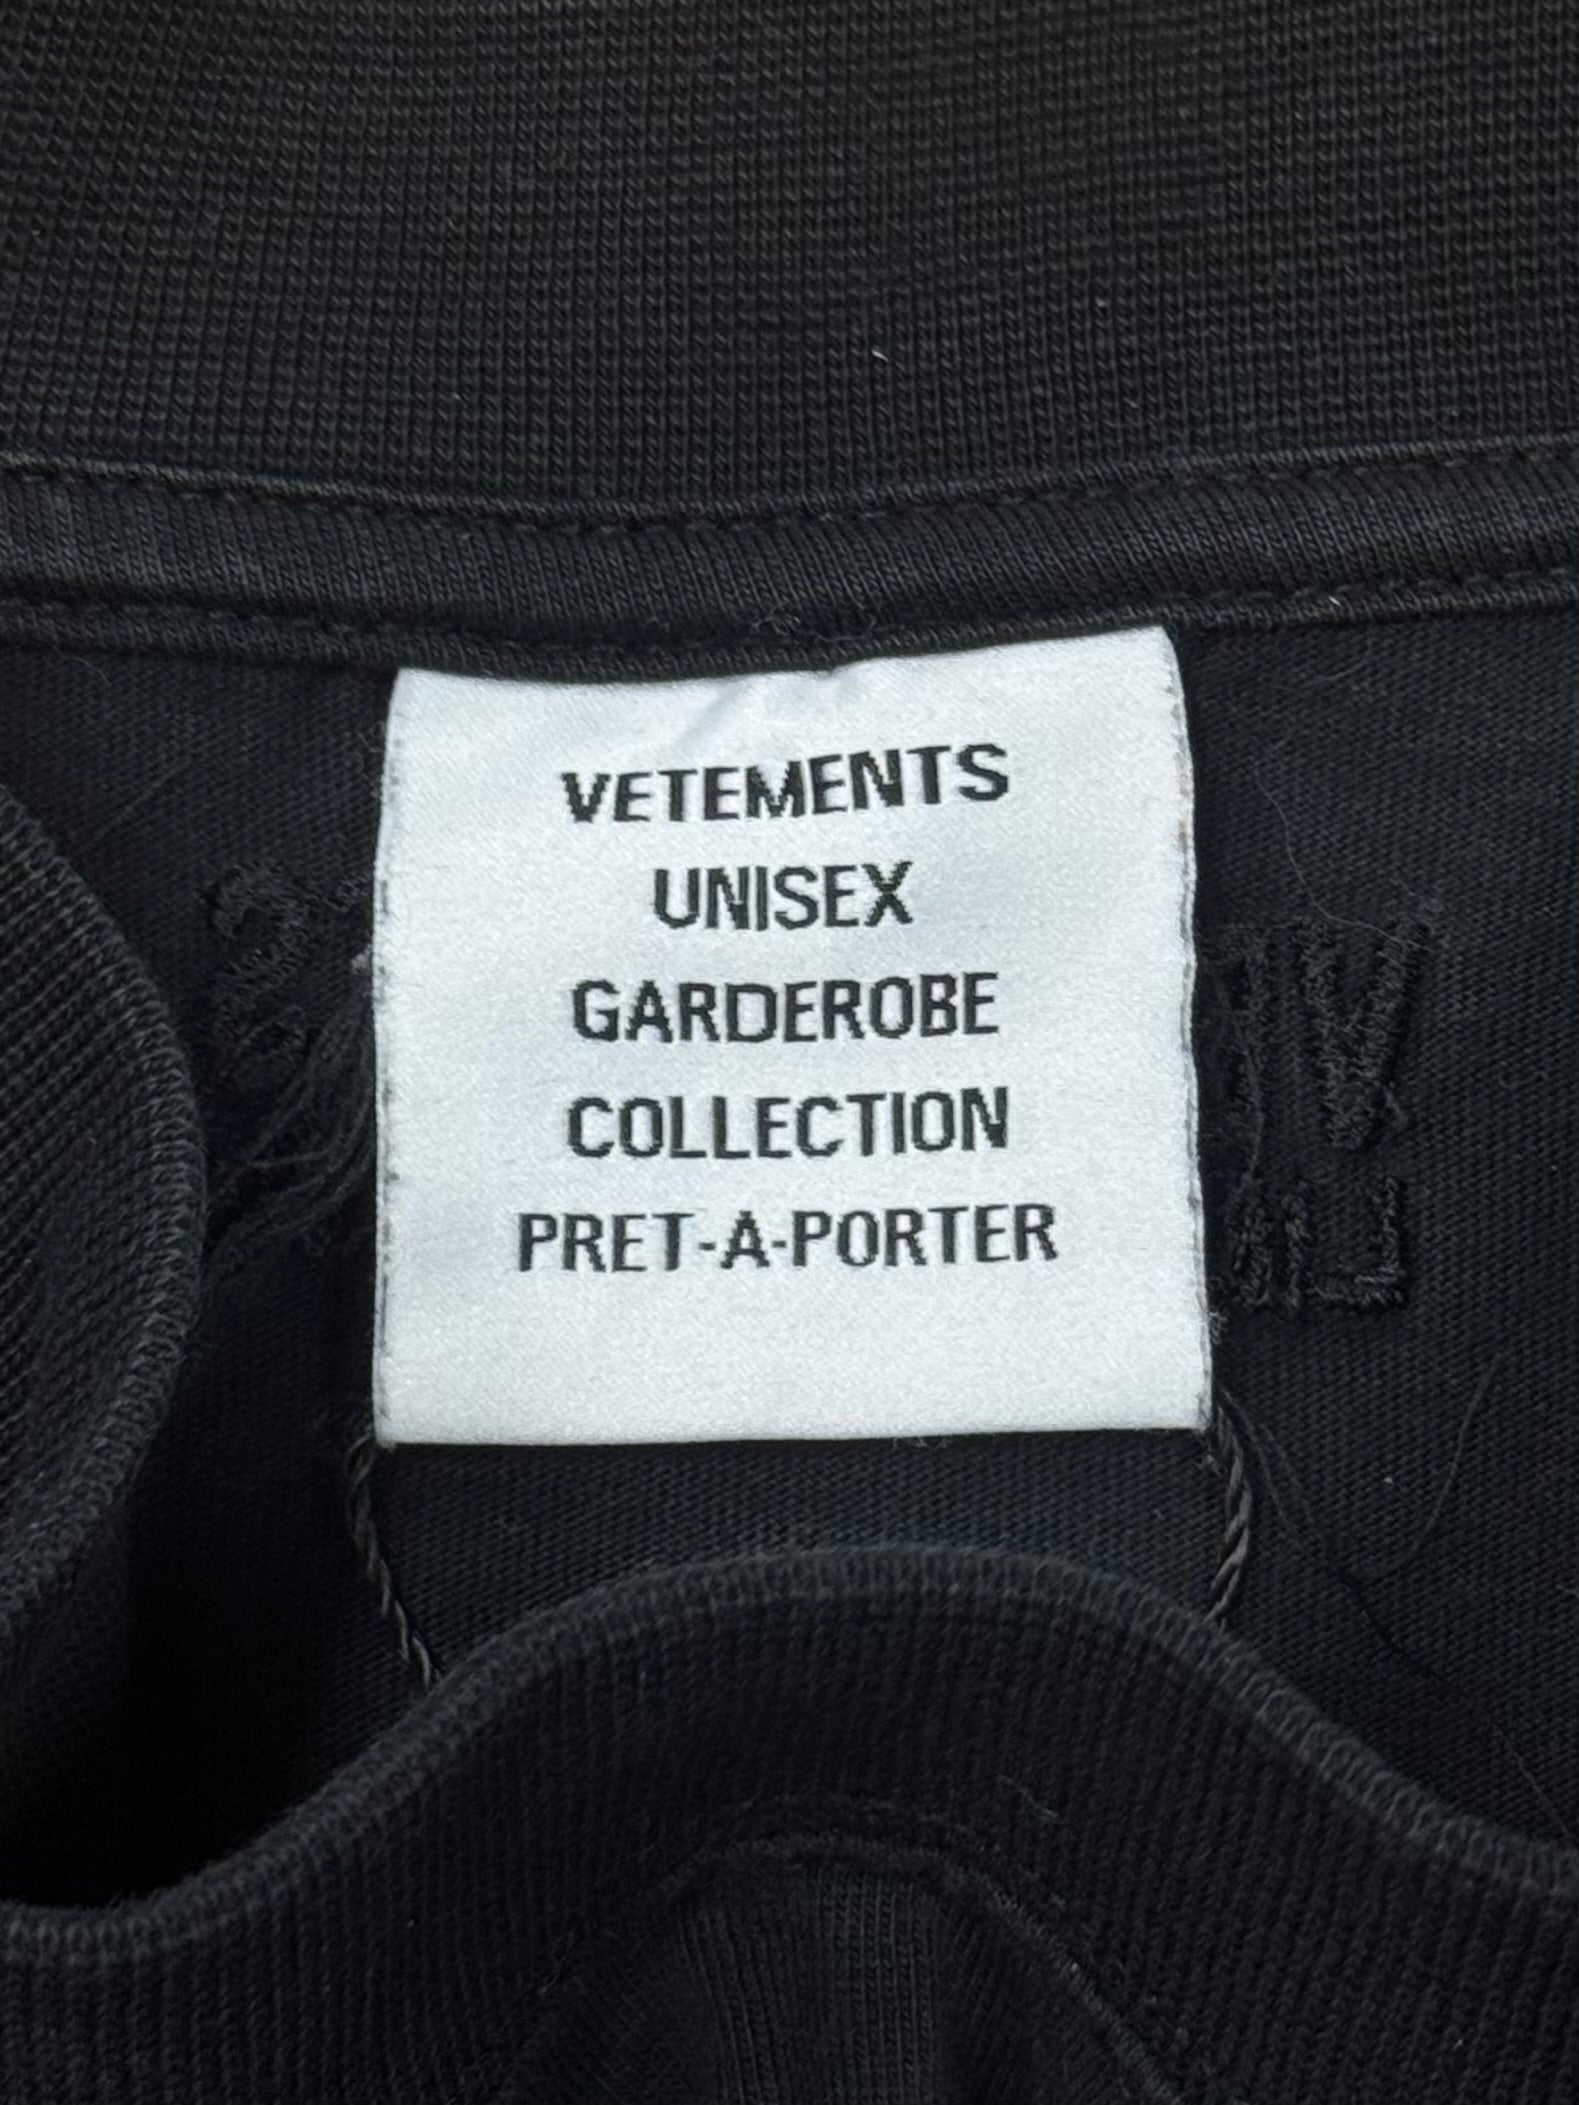 VETEMENTS
UNISEX
GARDEROBE
COLLECTION
PRET-A-PORTER